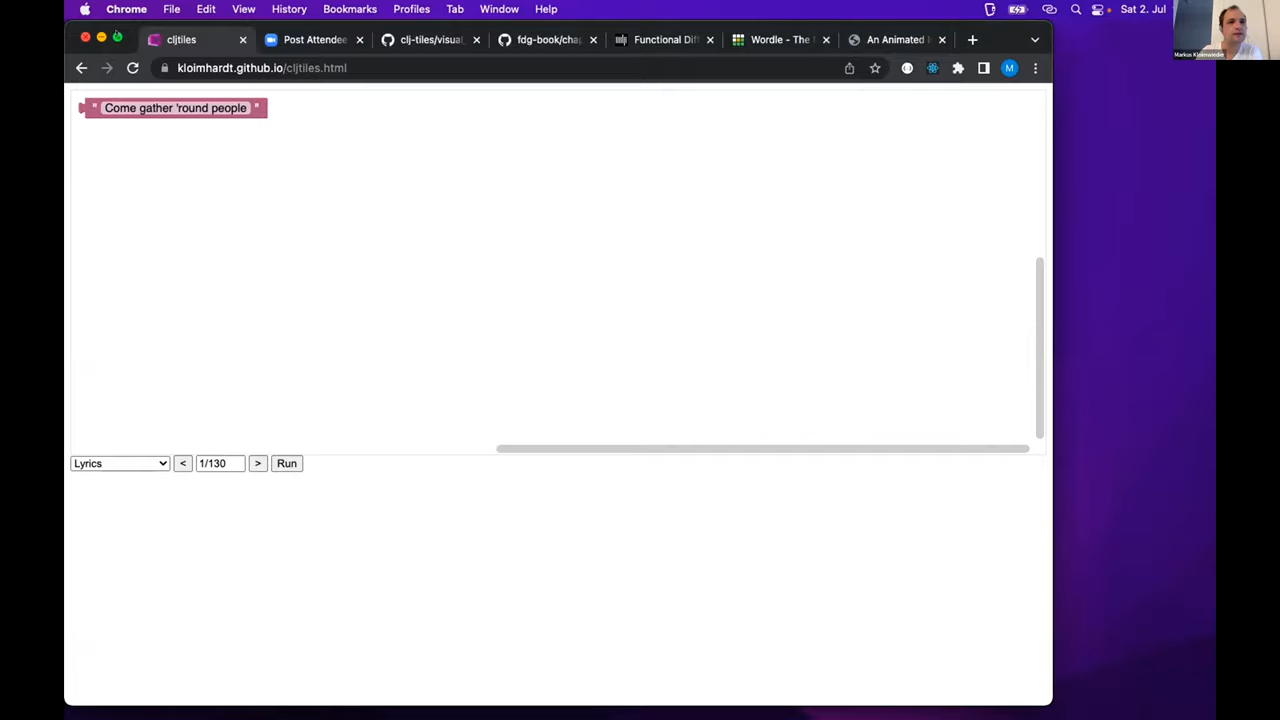 Chrome File Edit View History Bookmarks Profiles Tab Window Help Sat 2. Jul
cljtiles Post Attendee clj-tiles/visual fdg-book/chap Functional Diff Wordle - The An Animated
kloimhardt.github.io/cljtiles.html M
" Come gather 'round people "
Lyrics < 1/130 > Run